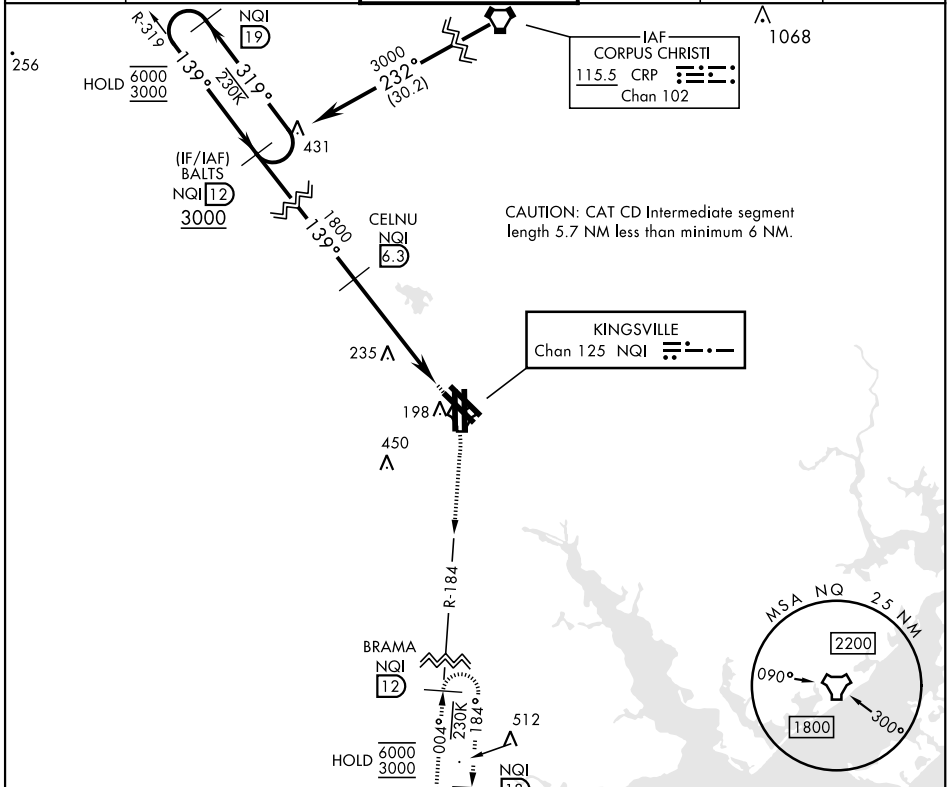 R-319
NQI
19
256
HOLD 6000
3000
139°
319°
230K
3000
232°
(30.2)
IAF
CORPUS CHRISTI
115.5 CRP
Chan 102
1068
431
(IF/IAF)
BALTS
NQI 12
3000
1800
139°
CELNU
NQI
6.3
CAUTION: CAT CD Intermediate segment
length 5.7 NM less than minimum 6 NM.
KINGSVILLE
Chan 125 NQI
235
198
450
R-184
BRAMA
NQI
12
HOLD 6000
3000
004°
230K
184°
512
NQI
MSA NQ 25 NM
2200
090°
1800
300°